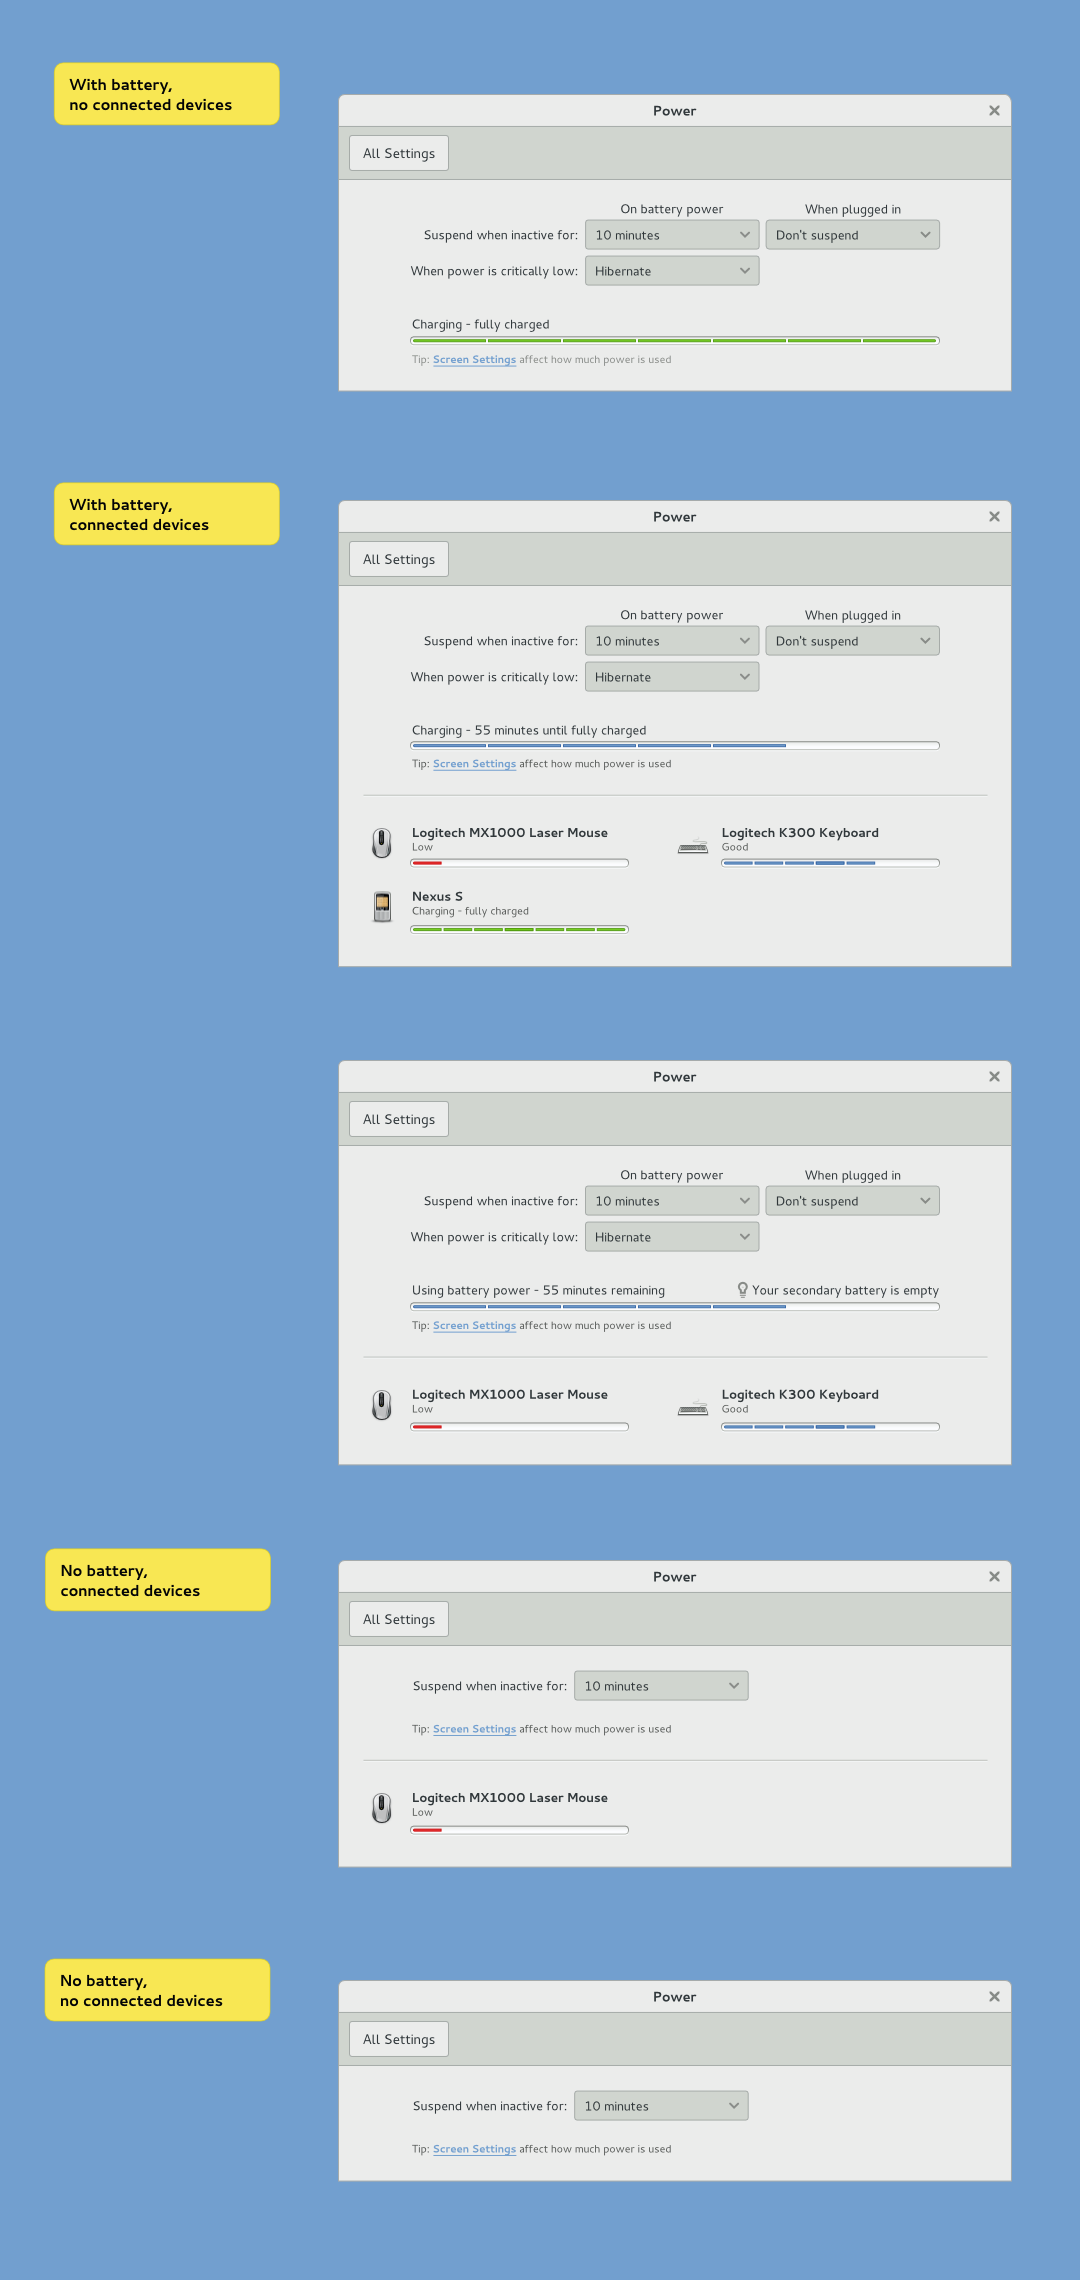 With battery,
no connected devices
Power
All Settings
On battery power When plugged in
Suspend when inactive for: 10 minutes Don't suspend
When power is critically low: Hibernate
Charging - fully charged
Tip: Screen Settings affect how much power is used
With battery,
connected devices
Power
All Settings
On battery power When plugged in
Suspend when inactive for: 10 minutes Don't suspend
When power is critically low: Hibernate
Charging - 55 minutes until fully charged
Tip: Screen Settings affect how much power is used
Logitech MX1000 Laser Mouse Logitech K300 Keyboard
Low Good
Nexus S
Charging - fully charged
Power
All Settings
On battery power When plugged in
Suspend when inactive for: 10 minutes Don't suspend
When power is critically low: Hibernate
Using battery power - 55 minutes remaining Your secondary battery is empty
Tip: Screen Settings affect how much power is used
Logitech MX1000 Laser Mouse Logitech K300 Keyboard
Low Good
No battery,
connected devices
Power
All Settings
Suspend when inactive for: 10 minutes
Tip: Screen Settings affect how much power is used
Logitech MX1000 Laser Mouse
Low
No battery,
no connected devices
Power
All Settings
Suspend when inactive for: 10 minutes
Tip: Screen Settings affect how much power is used